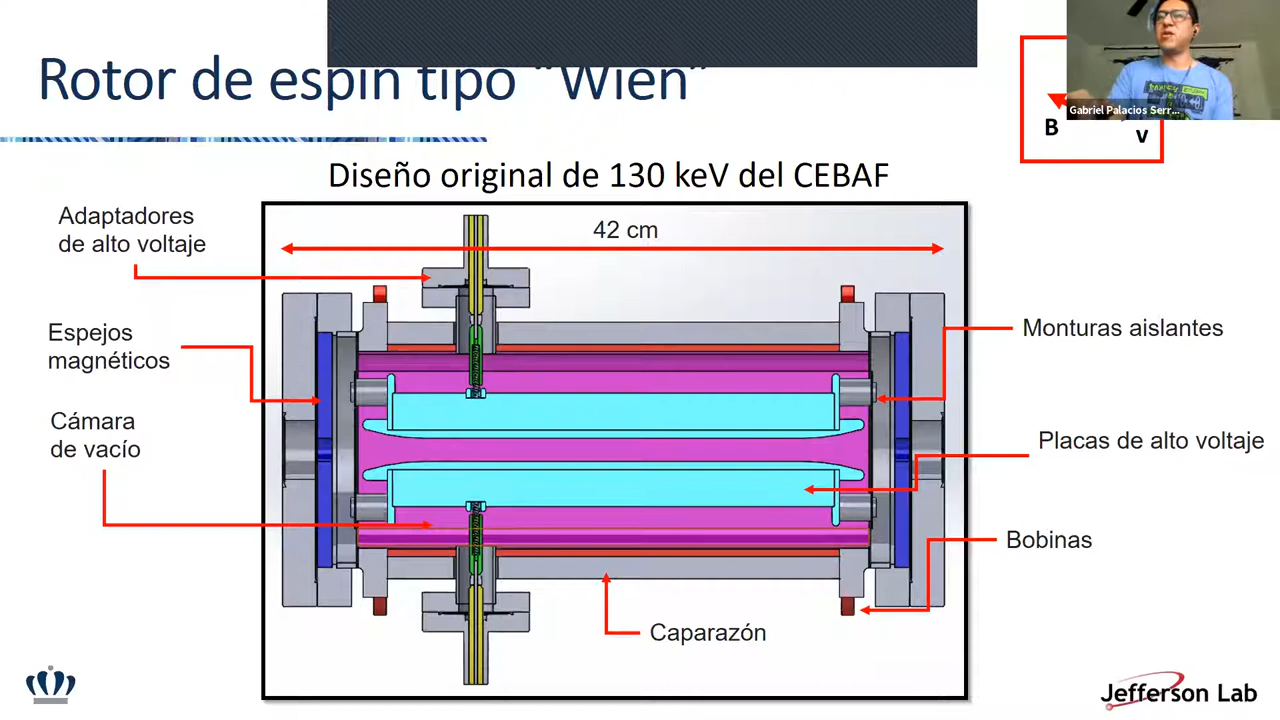 Rotor de espín tipo “Wien”
Gabriel Palacios Serr...
B
v
Diseño original de 130 keV del CEBAF
Adaptadores
de alto voltaje
42 cm
Espejos
magnéticos
Monturas aislantes
Cámara
de vacío
Placas de alto voltaje
Bobinas
Caparazón
Jefferson Lab